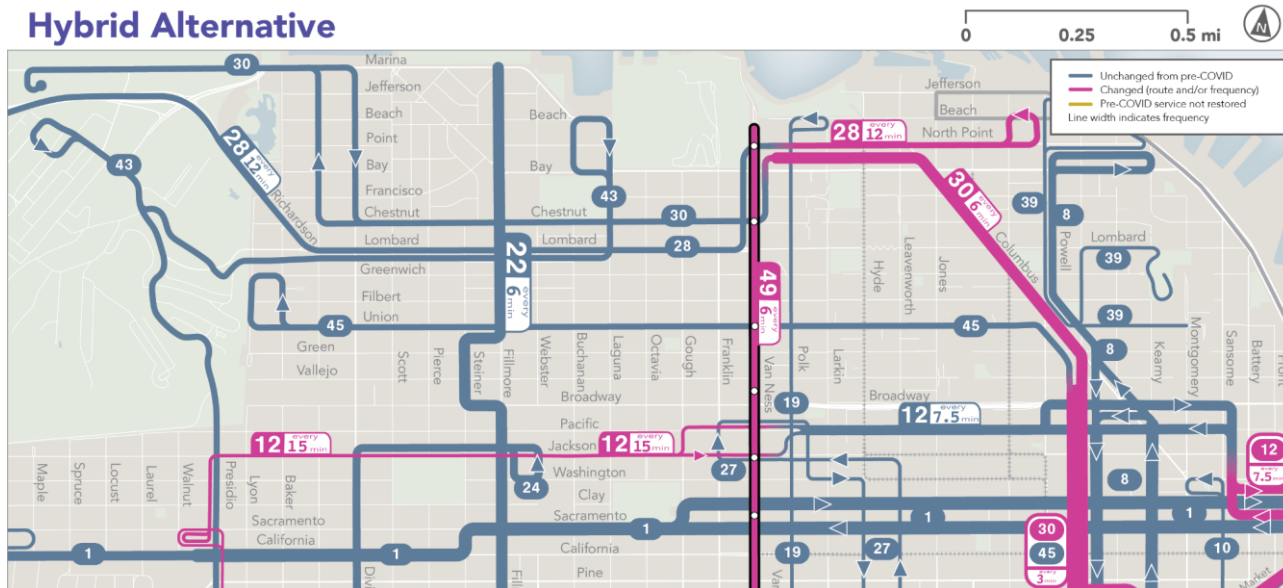 Hybrid Alternative
0 0.25 0.5 mi
N
Unchanged from pre-COVID
Changed (route and/or frequency)
Pre-COVID service not restored
Line width indicates frequency
30
Marina
Jefferson
Beach
Point
Bay
Francisco
Chestnut
Lombard
Greenwich
Filbert
Union
Green
Vallejo
43
28 every 12 min
Richardson
Beach
Bay
43
Chestnut
30
Lombard
28
22 every 6 min
45
Jefferson
Beach
North Point
28 every 12 min
30 every 6 min
Columbus
39
8
Powell
Lombard
39
39
8
49 every 6 min
45
Hyde
Leavenworth
Jones
Scott
Pierce
Steiner
Fillmore
Webster
Buchanan
Laguna
Octavia
Gough
Franklin
Van Ness
Polk
Larkin
Kearny
Montgomery
Sansome
Battery
Front
Broadway
Pacific
Jackson
Washington
Clay
Sacramento
California
Pine
Broadway
19
12 every 7.5 min
12 every 15 min
12 every 15 min
24
27
8
12
every
7.5 min
Maple
Spruce
Locust
Laurel
Walnut
Presidio
Lyon
Baker
Sacramento
California
1
1
1
1
1
30
45
every
3 min
19
27
10
Market
Divi
Fill
Van